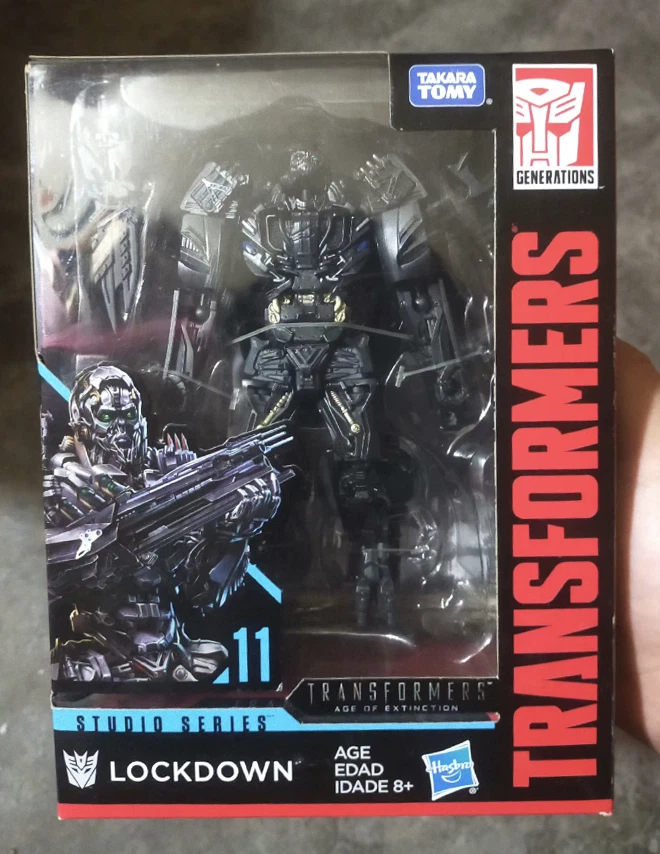 TAKARA
TOMY
GENERATIONS
TRANSFORMERS
11
TRANSFORMERS
AGE OF EXTINCTION
STUDIO SERIES
LOCKDOWN
AGE
EDAD
IDADE 8+
Hasbro